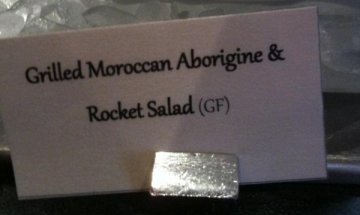 Grilled Moroccan Aborigine &
Rocket Salad (GF)